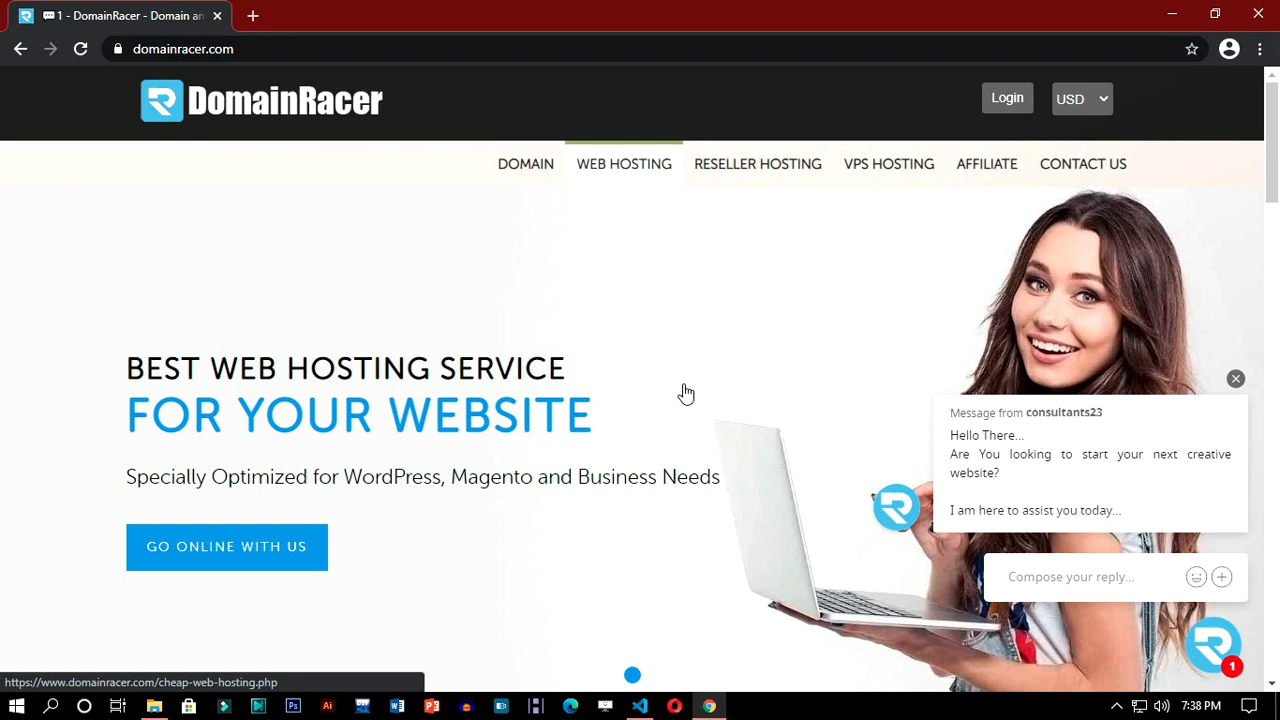 1 - DomainRacer - Domain an
domainracer.com
DomainRacer
Login
USD
DOMAIN
WEB HOSTING
RESELLER HOSTING
VPS HOSTING
AFFILIATE
CONTACT US
BEST WEB HOSTING SERVICE
FOR YOUR WEBSITE
Specially Optimized for WordPress, Magento and Business Needs
GO ONLINE WITH US
Message from consultants23
Hello There...
Are You looking to start your next creative
website?
I am here to assist you today...
Compose your reply...
1
https://www.domainracer.com/cheap-web-hosting.php
7:38 PM